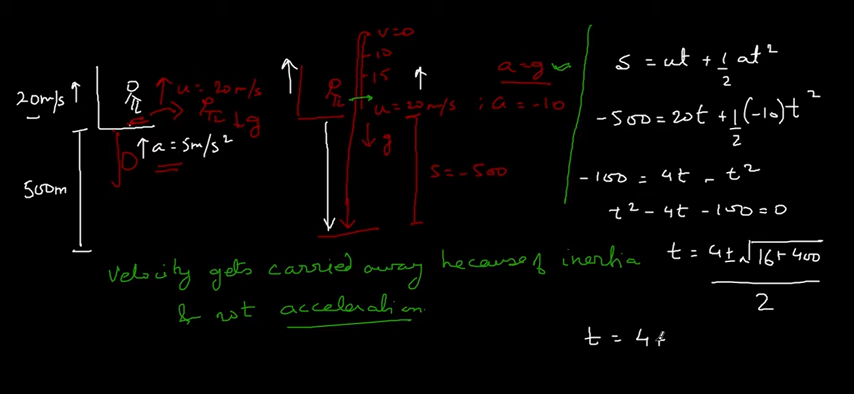 20m/s
u = 20m/s
↓g
↑ a = 5m/s²
500m
v=0
-10
-15
a=g
u = 20m/s ; a = -10
↓ g
s = -500
s = ut + 1/2 at²
-500 = 20t + 1/2 (-10) t²
-100 = 4t - t²
t² - 4t - 100 = 0
t = 4 ± √16 + 400 / 2
t = 4
velocity gets carried away because of inertia
& not acceleration.